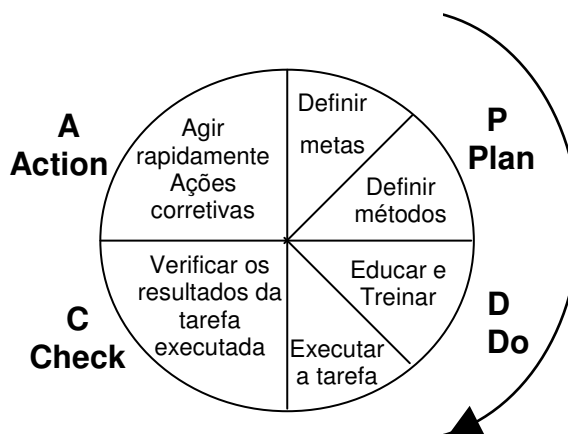 A
Action
Agir
rapidamente
Ações
corretivas
Definir
metas
P
Plan
Definir
métodos
Educar e
Treinar
D
Do
Executar
a tarefa
Verificar os
resultados da
tarefa
executada
C
Check